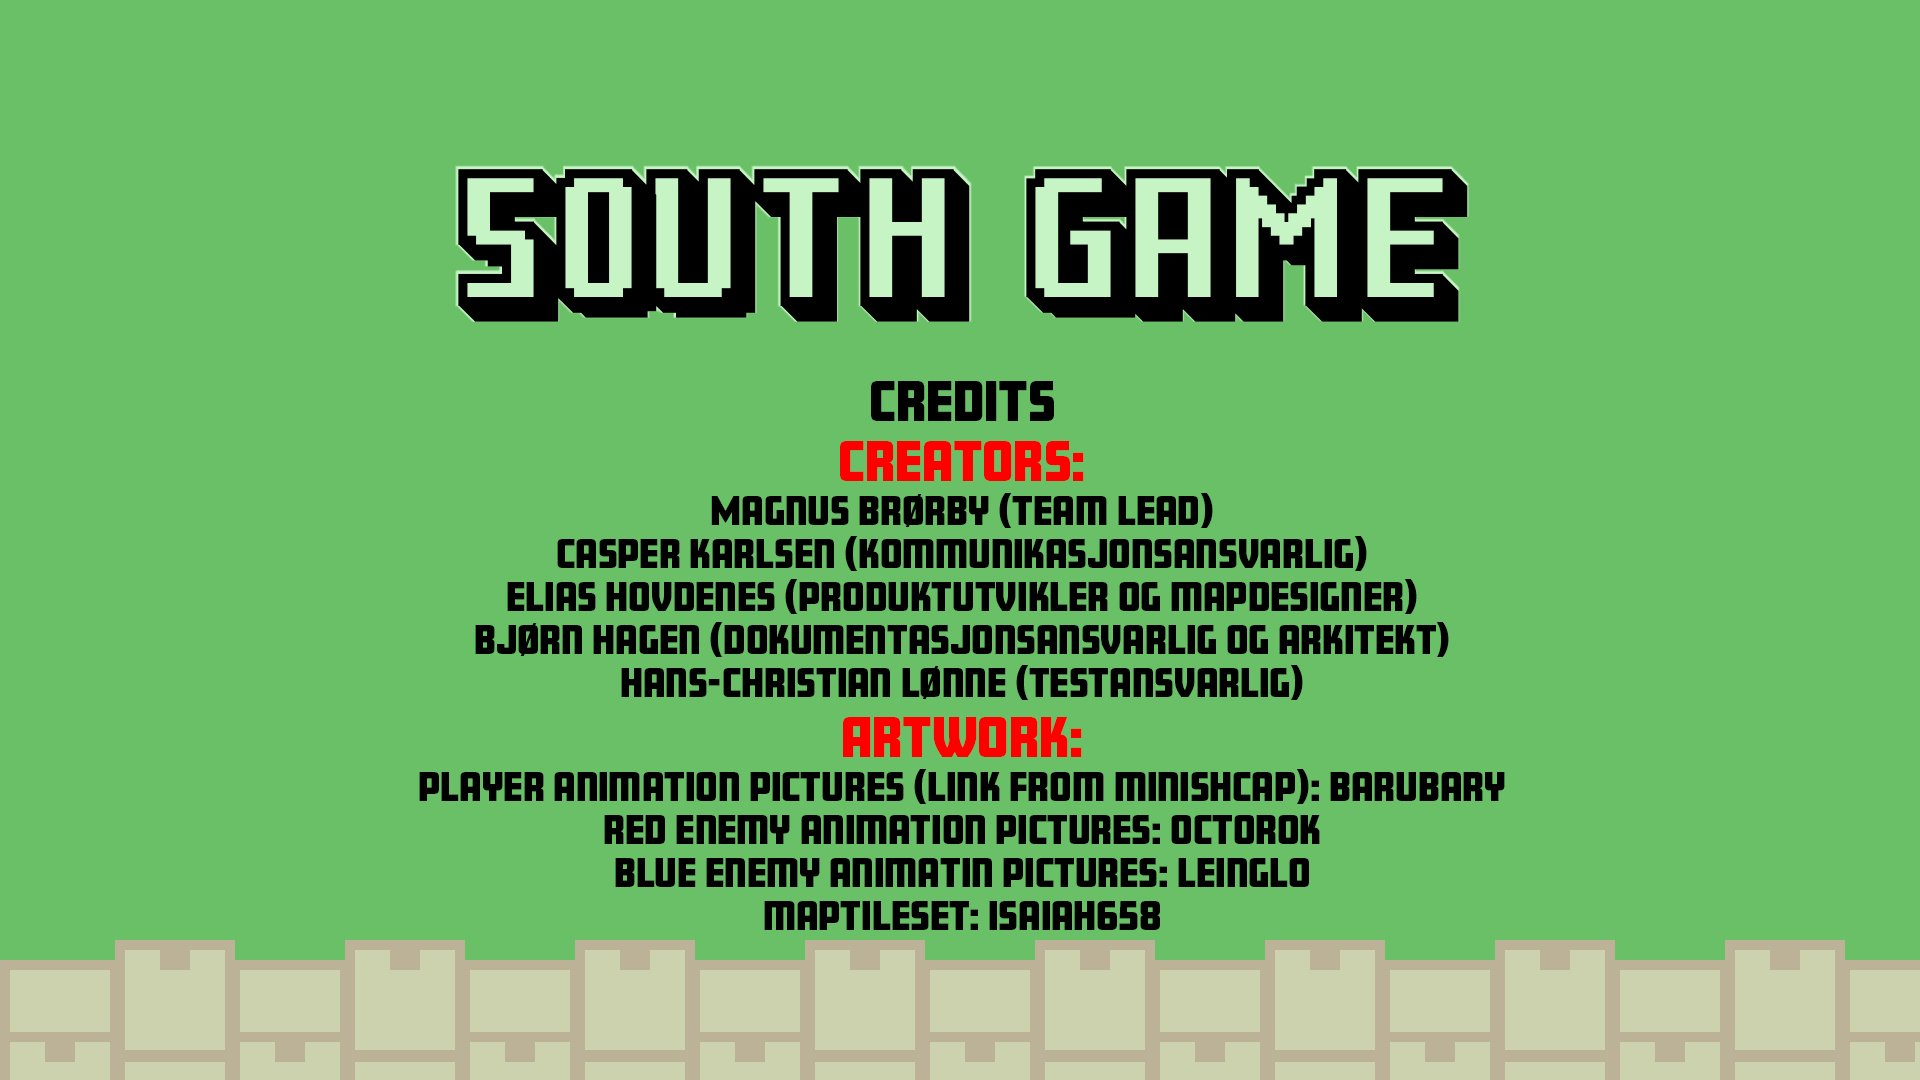 SOUTH GAME
CREDITS
CREATORS:
MAGNUS BRØRBY (TEAM LEAD)
CASPER KARLSEN (KOMMUNIKASJONSANSVARLIG)
ELIAS HOVDENES (PRODUKTUTVIKLER OG MAPDESIGNER)
BJØRN HAGEN (DOKUMENTASJONSANSVARLIG OG ARKITEKT)
HANS-CHRISTIAN LØNNE (TESTANSVARLIG)
ARTWORK:
PLAYER ANIMATION PICTURES (LINK FROM MINISHCAP): BARUBARY
RED ENEMY ANIMATION PICTURES: OCTOROK
BLUE ENEMY ANIMATIN PICTURES: LEINGLO
MAPTILESET: ISAIAH658